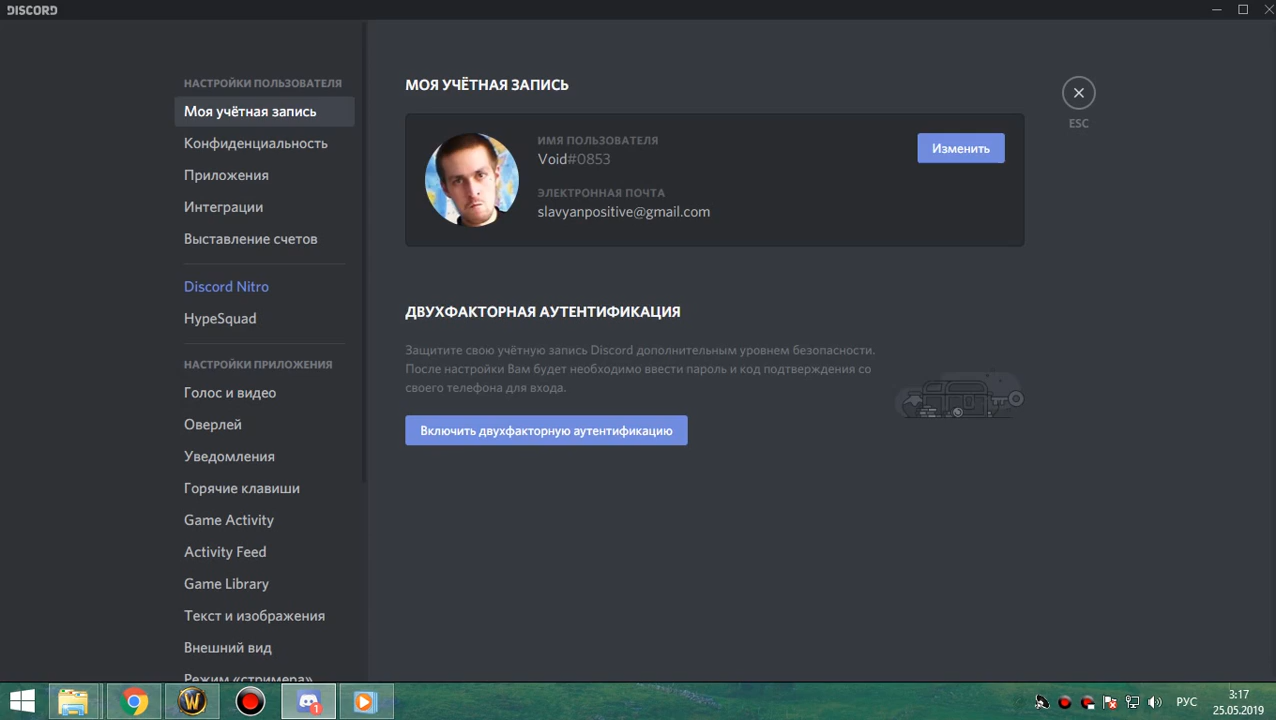 DISCORD
НАСТРОЙКИ ПОЛЬЗОВАТЕЛЯ
Моя учётная запись
Конфиденциальность
Приложения
Интеграции
Выставление счетов
Discord Nitro
HypeSquad
НАСТРОЙКИ ПРИЛОЖЕНИЯ
Голос и видео
Оверлей
Уведомления
Горячие клавиши
Game Activity
Activity Feed
Game Library
Текст и изображения
Внешний вид
Режим «стримера»
МОЯ УЧЁТНАЯ ЗАПИСЬ
ИМЯ ПОЛЬЗОВАТЕЛЯ
Void#0853
Изменить
ЭЛЕКТРОННАЯ ПОЧТА
slavyanpositive@gmail.com
ESC
ДВУХФАКТОРНАЯ АУТЕНТИФИКАЦИЯ
Защитите свою учётную запись Discord дополнительным уровнем безопасности.
После настройки Вам будет необходимо ввести пароль и код подтверждения со
своего телефона для входа.
Включить двухфакторную аутентификацию
W
1
РУС
3:17
25.05.2019